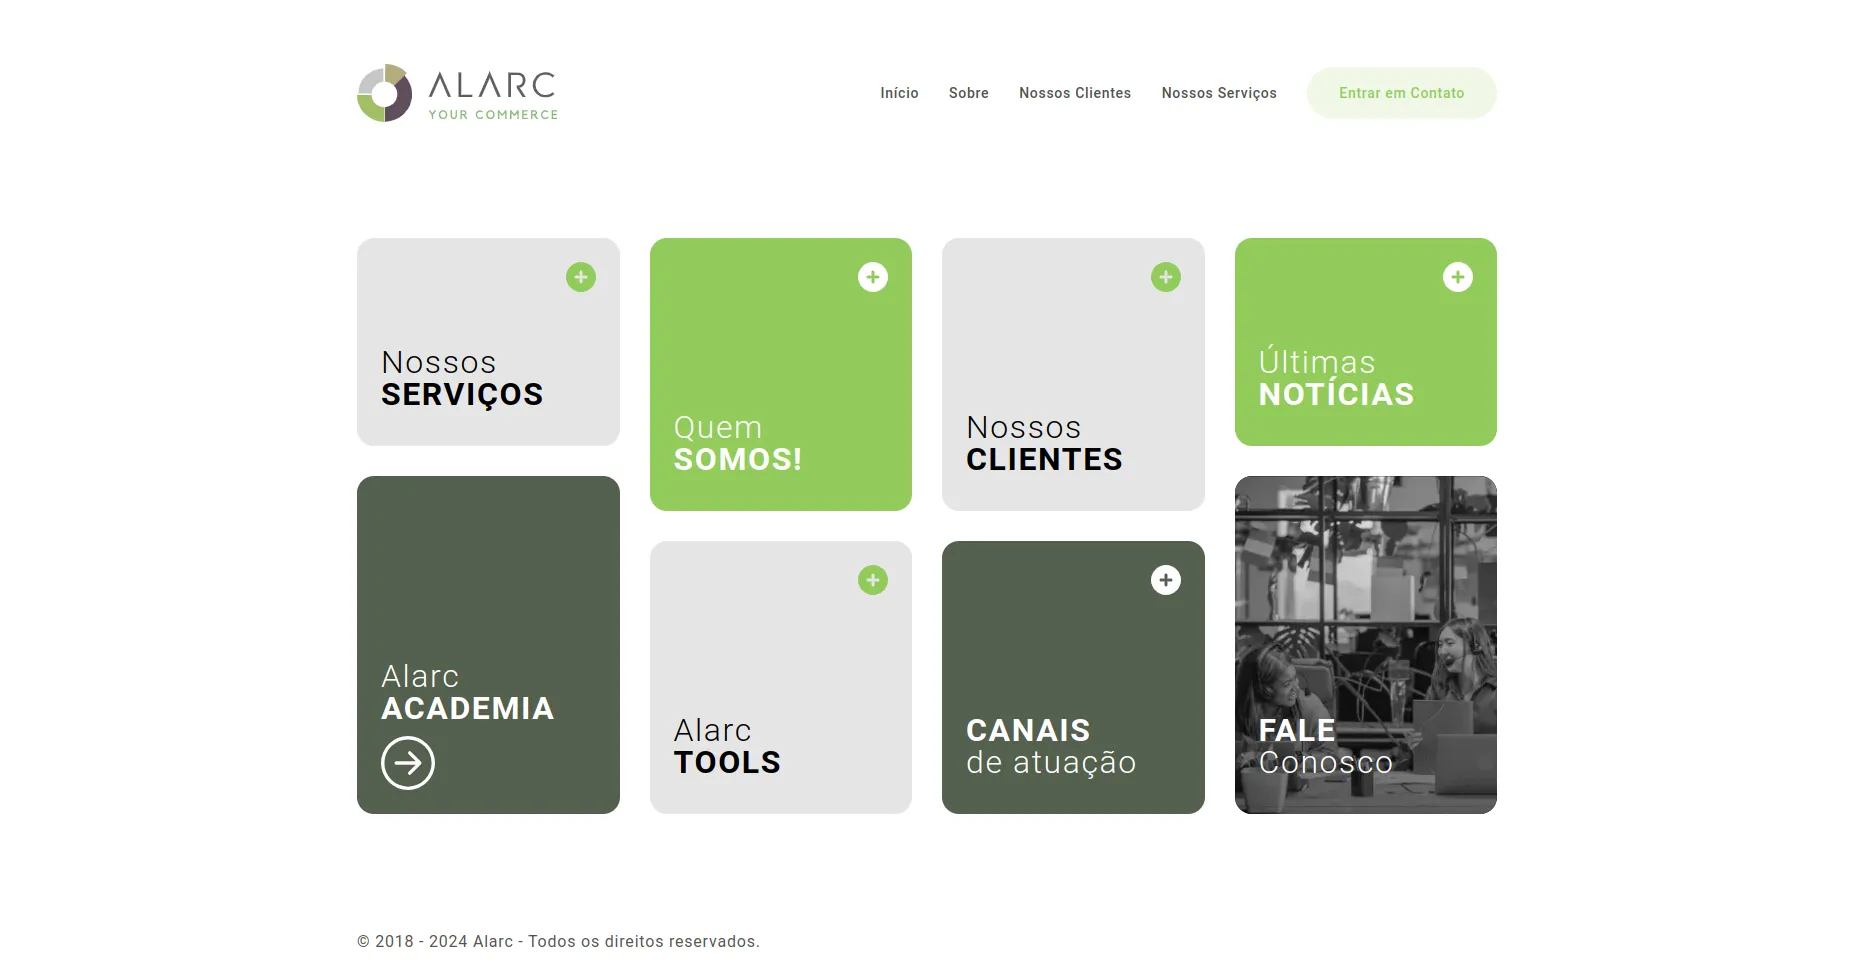 ALARC
YOUR COMMERCE
Início
Sobre
Nossos Clientes
Nossos Serviços
Entrar em Contato
Nossos
SERVIÇOS
Quem
SOMOS!
Nossos
CLIENTES
Últimas
NOTÍCIAS
Alarc
ACADEMIA
Alarc
TOOLS
CANAIS
de atuação
FALE
Conosco
© 2018 - 2024 Alarc - Todos os direitos reservados.